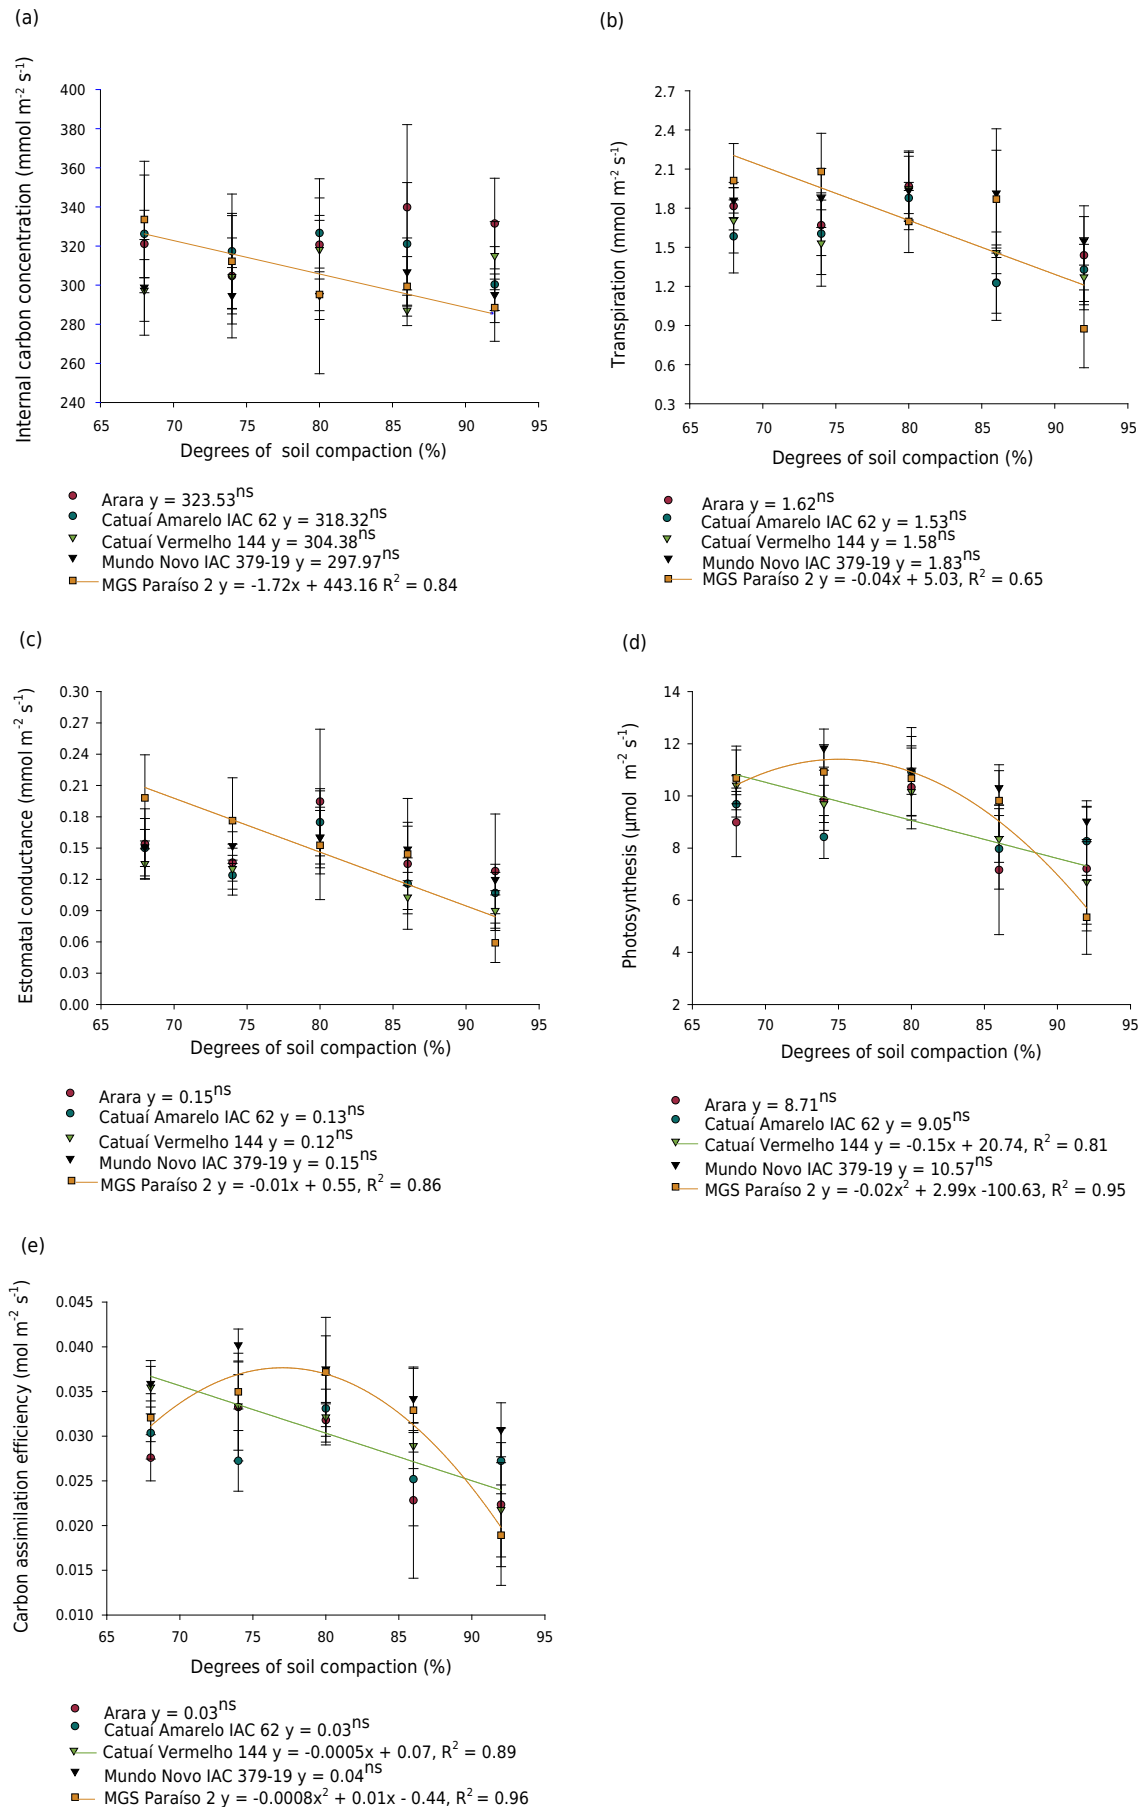 (a)
Internal carbon concentration (mmol m⁻² s⁻¹)
400
380
360
340
320
300
280
260
240
65 70 75 80 85 90 95
Degrees of soil compaction (%)
Arara y = 323.53ns
Catuaí Amarelo IAC 62 y = 318.32ns
Catuaí Vermelho 144 y = 304.38ns
Mundo Novo IAC 379-19 y = 297.97ns
MGS Paraíso 2 y = -1.72x + 443.16 R² = 0.84
(b)
Transpiration (mmol m⁻² s⁻¹)
2.7
2.4
2.1
1.8
1.5
1.2
0.9
0.6
0.3
65 70 75 80 85 90 95
Degrees of soil compaction (%)
Arara y = 1.62ns
Catuaí Amarelo IAC 62 y = 1.53ns
Catuaí Vermelho 144 y = 1.58ns
Mundo Novo IAC 379-19 y = 1.83ns
MGS Paraíso 2 y = -0.04x + 5.03, R² = 0.65
(c)
Estomatal conductance (mmol m⁻² s⁻¹)
0.30
0.27
0.21
0.18
0.15
0.12
0.09
0.06
0.03
0.00
65 70 75 80 85 90 95
Degrees of soil compaction (%)
Arara y = 0.15ns
Catuaí Amarelo IAC 62 y = 0.13ns
Catuaí Vermelho 144 y = 0.12ns
Mundo Novo IAC 379-19 y = 0.15ns
MGS Paraíso 2 y = -0.01x + 0.55, R² = 0.86
(d)
Photosynthesis (µmol m⁻² s⁻¹)
14
12
10
8
6
4
2
65 70 75 80 85 90 95
Degrees of soil compaction (%)
Arara y = 8.71ns
Catuaí Amarelo IAC 62 y = 9.05ns
Catuaí Vermelho 144 y = -0.15x + 20.74, R² = 0.81
Mundo Novo IAC 379-19 y = 10.57ns
MGS Paraíso 2 y = -0.02x² + 2.99x -100.63, R² = 0.95
(e)
Carbon assimilation efficiency (mol m⁻² s⁻¹)
0.045
0.040
0.035
0.030
0.025
0.020
0.015
0.010
65 70 75 80 85 90 95
Degrees of soil compaction (%)
Arara y = 0.03ns
Catuaí Amarelo IAC 62 y = 0.03ns
Catuaí Vermelho 144 y = -0.0005x + 0.07, R² = 0.89
Mundo Novo IAC 379-19 y = 0.04ns
MGS Paraíso 2 y = -0.0008x² + 0.01x - 0.44, R² = 0.96